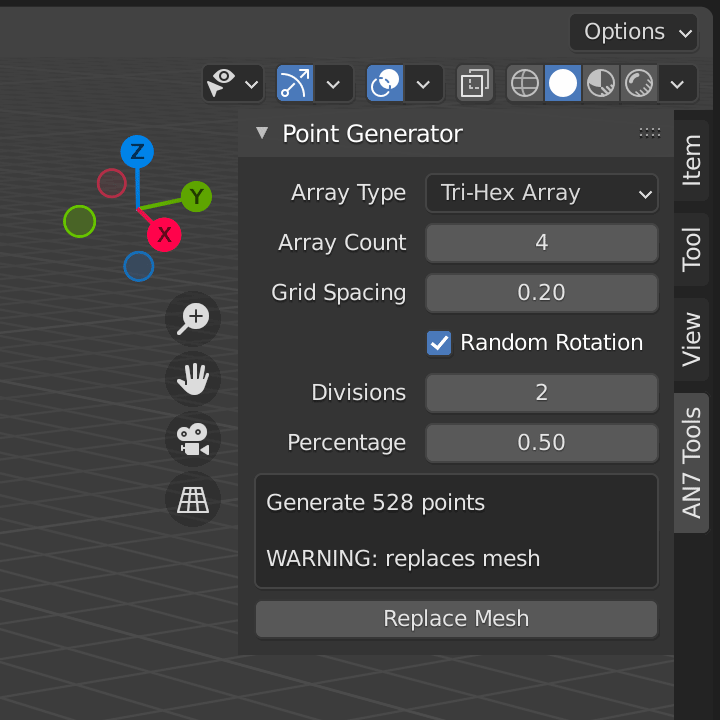 Options
Point Generator
Z
Y
X
Array Type Tri-Hex Array
Array Count 4
Grid Spacing 0.20
Random Rotation
Divisions 2
Percentage 0.50
Generate 528 points
WARNING: replaces mesh
Replace Mesh
Item
Tool
View
AN7 Tools